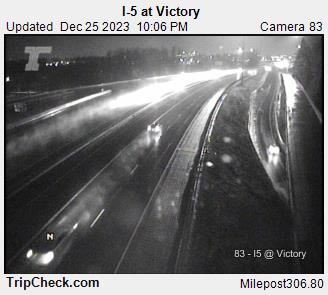 I-5 at Victory
Updated Dec 25 2023 10:06 PM Camera 83
T
N
83 - I5 @ Victory
TripCheck.com Milepost306.80